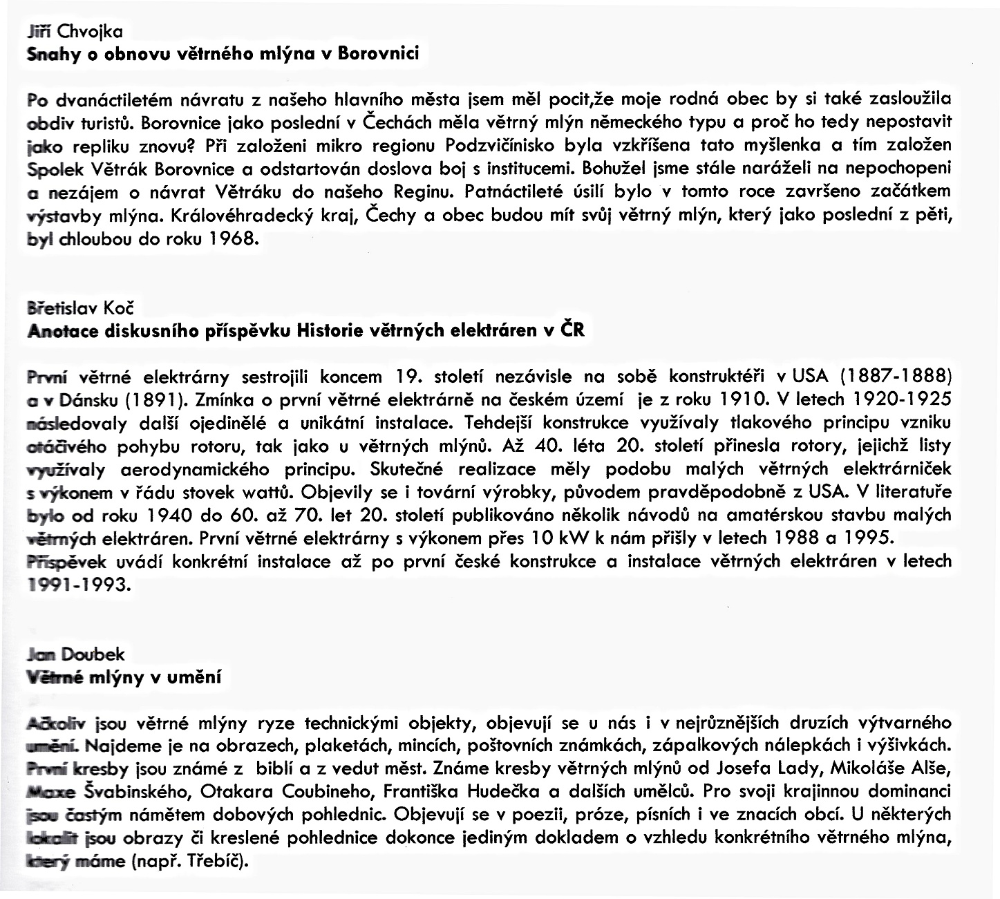 Jiří Chvojka
Snahy o obnovu větrného mlýna v Borovnici
Po dvanáctiletém návratu z našeho hlavního města jsem měl pocit,že moje rodná obec by si také zasloužila
obdiv turistů. Borovnice jako poslední v Čechách měla větrný mlýn německého typu a proč ho tedy nepostavit
jako repliku znovu? Při založeni mikro regionu Podzvičínisko byla vzkříšena tato myšlenka a tím založen
Spolek Větrák Borovnice a odstartován doslova boj s institucemi. Bohužel jsme stále naráželi na nepochopeni
a nezájem o návrat Větráku do našeho Reginu. Patnáctileté úsilí bylo v tomto roce završeno začátkem
výstavby mlýna. Královéhradecký kraj, Čechy a obec budou mít svůj větrný mlýn, který jako poslední z pěti,
byl chloubou do roku 1968.
Břetislav Koč
Anotace diskusního příspěvku Historie větrných elektráren v ČR
První větrné elektrárny sestrojili koncem 19. století nezávisle na sobě konstruktéři v USA (1887-1888)
a v Dánsku (1891). Zmínka o první větrné elektrárně na českém území je z roku 1910. V letech 1920-1925
následovaly další ojedinělé a unikátní instalace. Tehdejší konstrukce využívaly tlakového principu vzniku
otáčivého pohybu rotoru, tak jako u větrných mlýnů. Až 40. léta 20. století přinesla rotory, jejichž listy
využívaly aerodynamického principu. Skutečné realizace měly podobu malých větrných elektrárniček
s výkonem v řádu stovek wattů. Objevily se i tovární výrobky, původem pravděpodobně z USA. V literatuře
bylo od roku 1940 do 60. až 70. let 20. století publikováno několik návodů na amatérskou stavbu malých
větrných elektráren. První větrné elektrárny s výkonem přes 10 kW k nám přišly v letech 1988 a 1995.
Příspěvek uvádí konkrétní instalace až po první české konstrukce a instalace větrných elektráren v letech
1991-1993.
Jan Doubek
Větrné mlýny v umění
Ačkoliv jsou větrné mlýny ryze technickými objekty, objevují se u nás i v nejrůznějších druzích výtvarného
umění. Najdeme je na obrazech, plaketách, mincích, poštovních známkách, zápalkových nálepkách i výšivkách.
První kresby jsou známé z biblí a z vedut měst. Známe kresby větrných mlýnů od Josefa Lady, Mikoláše Alše,
Maxe Švabinského, Otakara Coubineho, Františka Hudečka a dalších umělců. Pro svoji krajinnou dominanci
jsou častým námětem dobových pohlednic. Objevují se v poezii, próze, písních i ve znacích obcí. U některých
lokalit jsou obrazy či kreslené pohlednice dokonce jediným dokladem o vzhledu konkrétního větrného mlýna,
který máme (např. Třebíč).